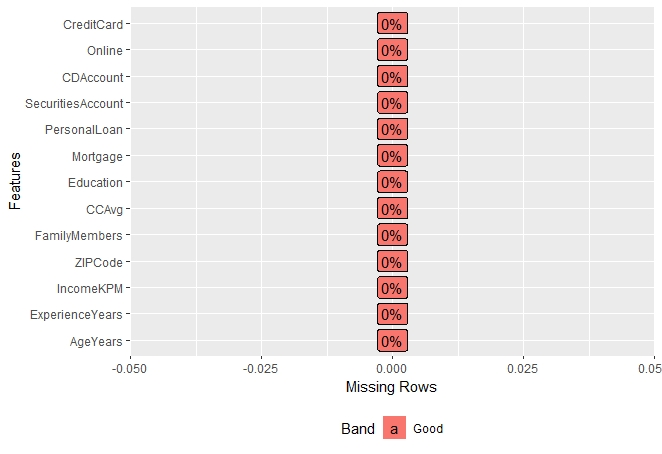 Features
CreditCard 0%
Online 0%
CDAccount 0%
SecuritiesAccount 0%
PersonalLoan 0%
Mortgage 0%
Education 0%
CCAvg 0%
FamilyMembers 0%
ZIPCode 0%
IncomeKPM 0%
ExperienceYears 0%
AgeYears 0%
-0.050 -0.025 0.000 0.025 0.05
Missing Rows
Band a Good